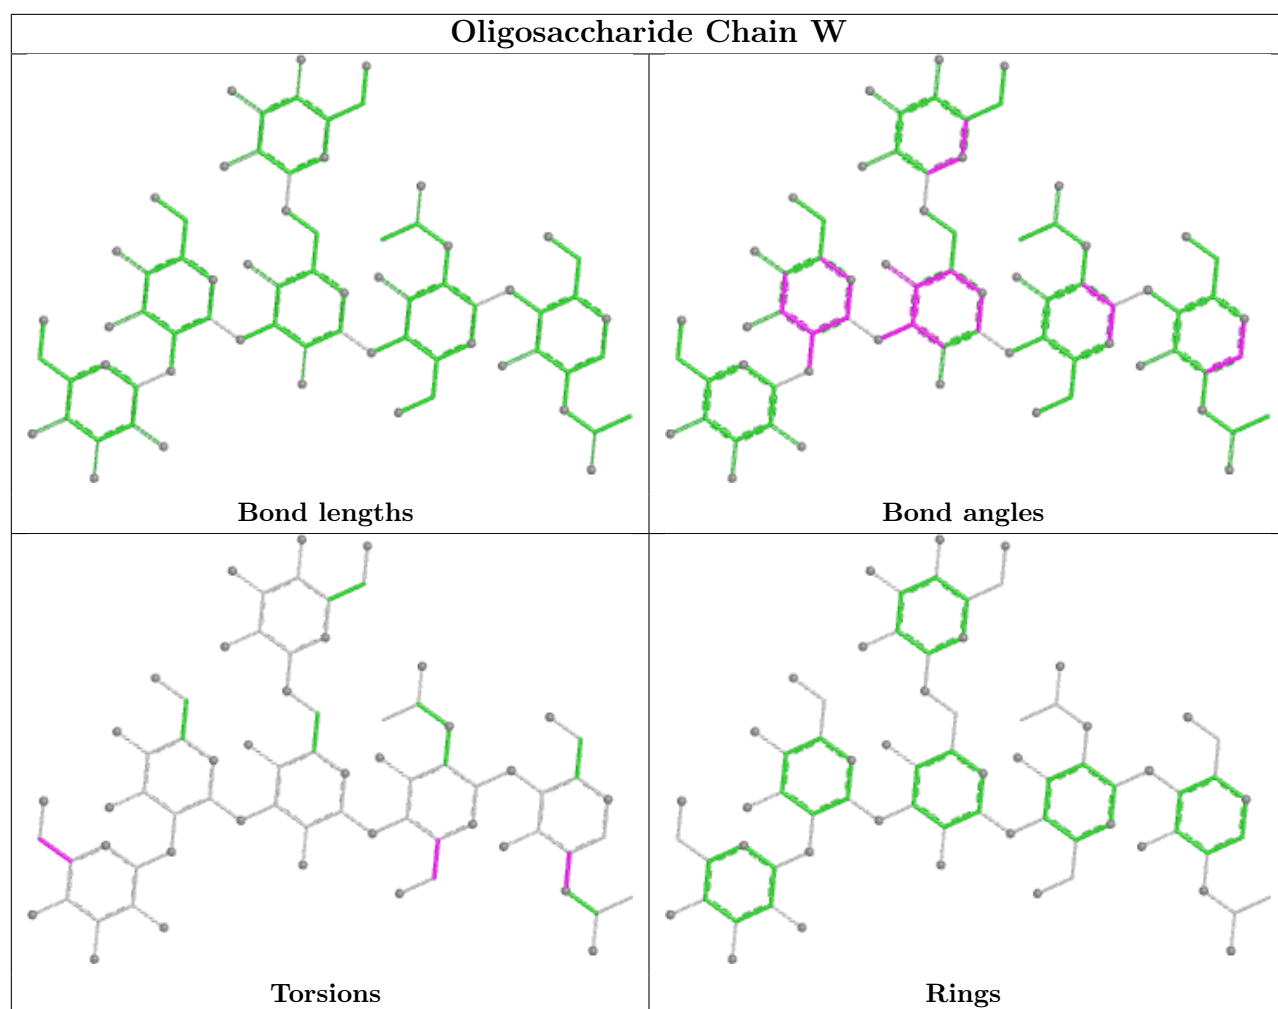 Oligosaccharide Chain W
Bond lengths
Bond angles
Torsions
Rings